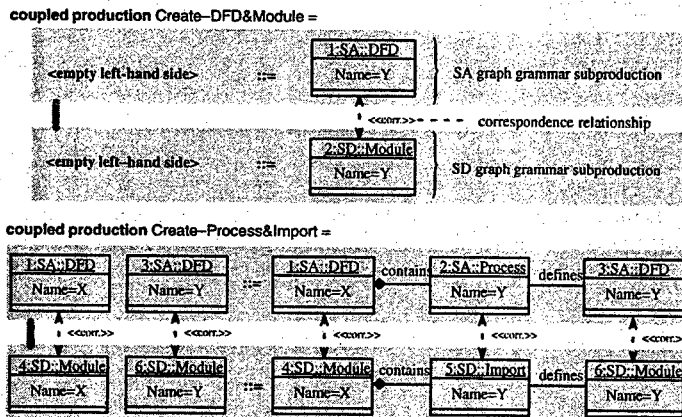 coupled production Create–DFD&Module =
1:SA::DFD
<empty left-hand side> ::= Name=Y SA graph grammar subproduction
<<corr.>> correspondence relationship
2:SD::Module
<empty left–hand side> ::= Name=Y SD graph grammar subproduction
coupled production Create–Process&Import =
1:SA::DFD 3:SA::DFD ::= 1:SA::DFD contains 2:SA::Process defines 3:SA::DFD
Name=X Name=Y Name=X Name=Y Name=Y
<<corr.>> <<corr.>> <<corr.>> <<corr.>> <<corr.>>
4:SD::Module 6:SD::Module ::= 4:SD::Module contains 5:SD::Import defines 6:SD::Module
Name=X Name=Y Name=X Name=Y Name=Y